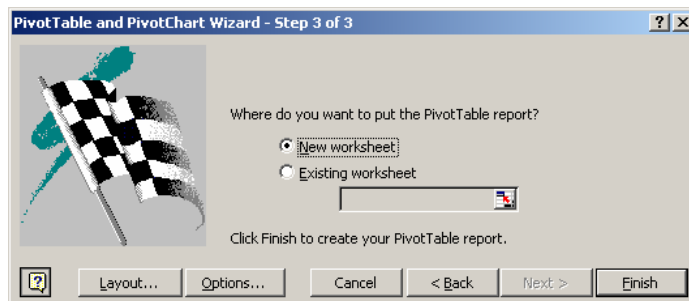 PivotTable and PivotChart Wizard - Step 3 of 3
Where do you want to put the PivotTable report?
New worksheet
Existing worksheet
Click Finish to create your PivotTable report.
Layout... Options... Cancel < Back Next > Finish